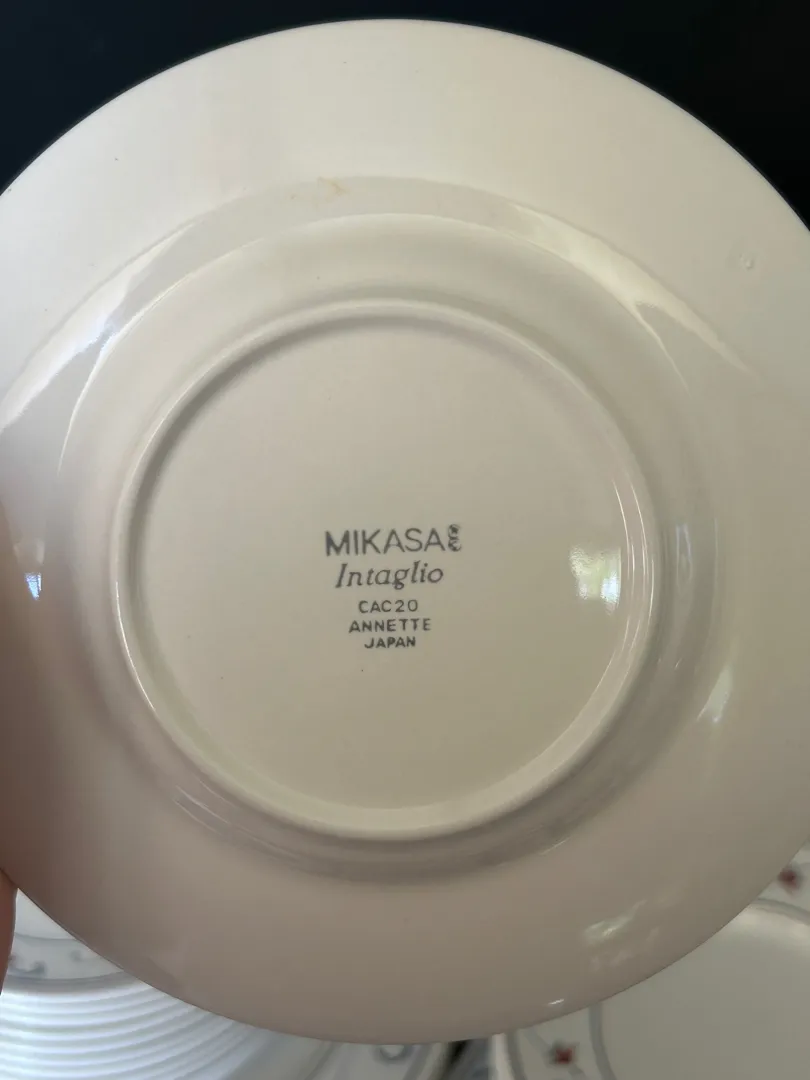 MIKASA
Intaglio
CAC20
ANNETTE
JAPAN